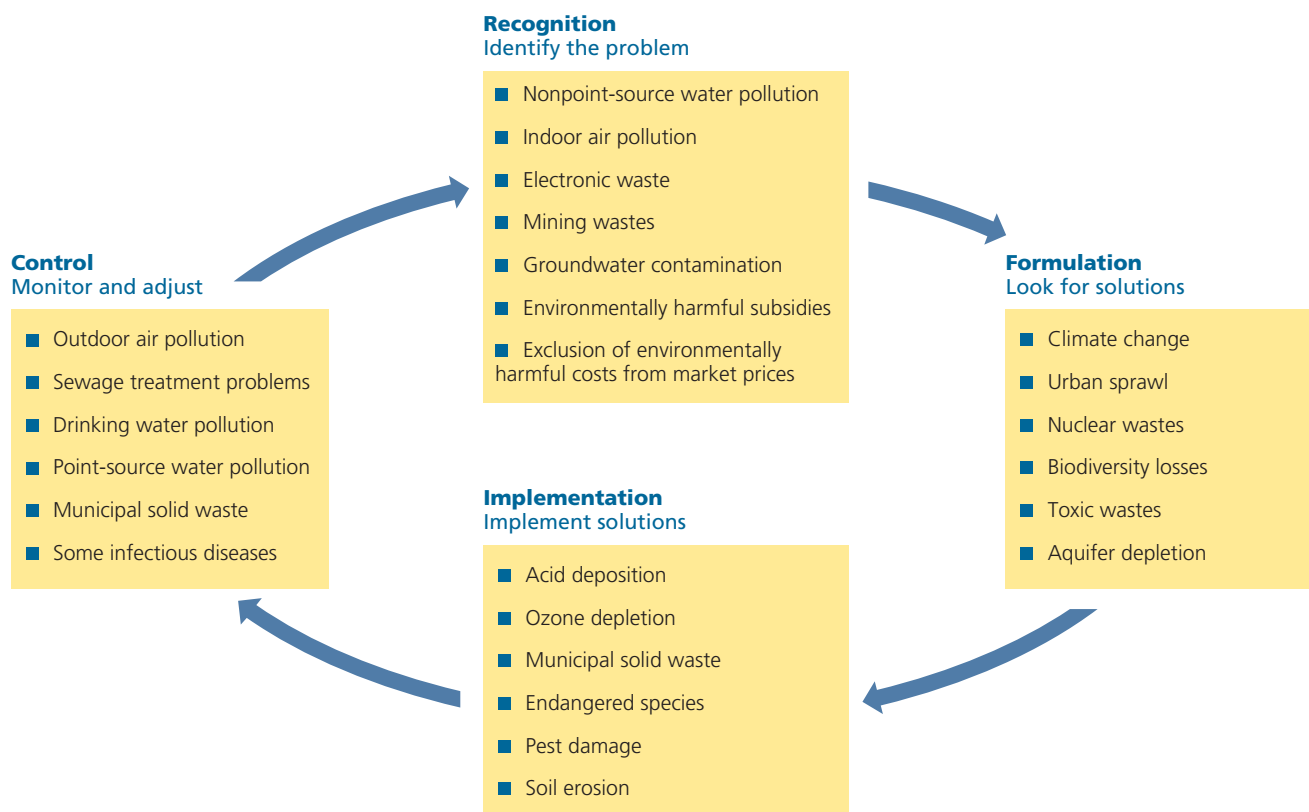 Recognition
Identify the problem
■ Nonpoint-source water pollution
■ Indoor air pollution
■ Electronic waste
■ Mining wastes
■ Groundwater contamination
■ Environmentally harmful subsidies
■ Exclusion of environmentally
harmful costs from market prices
Formulation
Look for solutions
■ Climate change
■ Urban sprawl
■ Nuclear wastes
■ Biodiversity losses
■ Toxic wastes
■ Aquifer depletion
Implementation
Implement solutions
■ Acid deposition
■ Ozone depletion
■ Municipal solid waste
■ Endangered species
■ Pest damage
■ Soil erosion
Control
Monitor and adjust
■ Outdoor air pollution
■ Sewage treatment problems
■ Drinking water pollution
■ Point-source water pollution
■ Municipal solid waste
■ Some infectious diseases